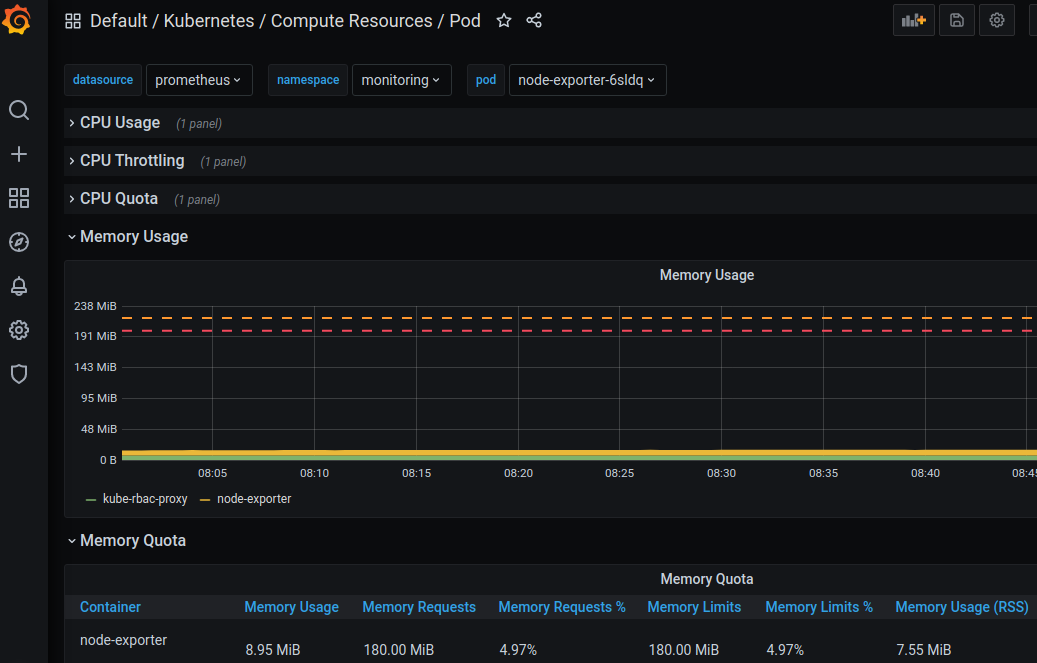 Default / Kubernetes / Compute Resources / Pod
datasource prometheus namespace monitoring pod node-exporter-6sldq
CPU Usage (1 panel)
CPU Throttling (1 panel)
CPU Quota (1 panel)
Memory Usage
Memory Usage
238 MiB
191 MiB
143 MiB
95 MiB
48 MiB
0 B
08:05 08:10 08:15 08:20 08:25 08:30 08:35 08:40 08:45
kube-rbac-proxy node-exporter
Memory Quota
Memory Quota
Container Memory Usage Memory Requests Memory Requests % Memory Limits Memory Limits % Memory Usage (RSS)
node-exporter 8.95 MiB 180.00 MiB 4.97% 180.00 MiB 4.97% 7.55 MiB